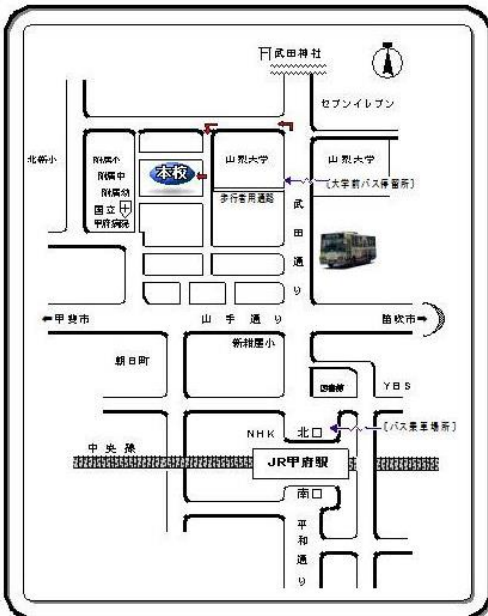 武田神社
セブンイレブン
北新小
附属小
附属中
附属幼
国立
甲府病院
本校
山梨大学
山梨大学
[大学前バス停留所]
歩行者用通路
武田通り
←甲斐市
山手通り
笛吹市→
新紺屋小
朝日町
図書館
YBS
NHK
北口
[バス乗車場所]
中央線
JR甲府駅
南口
平和通り